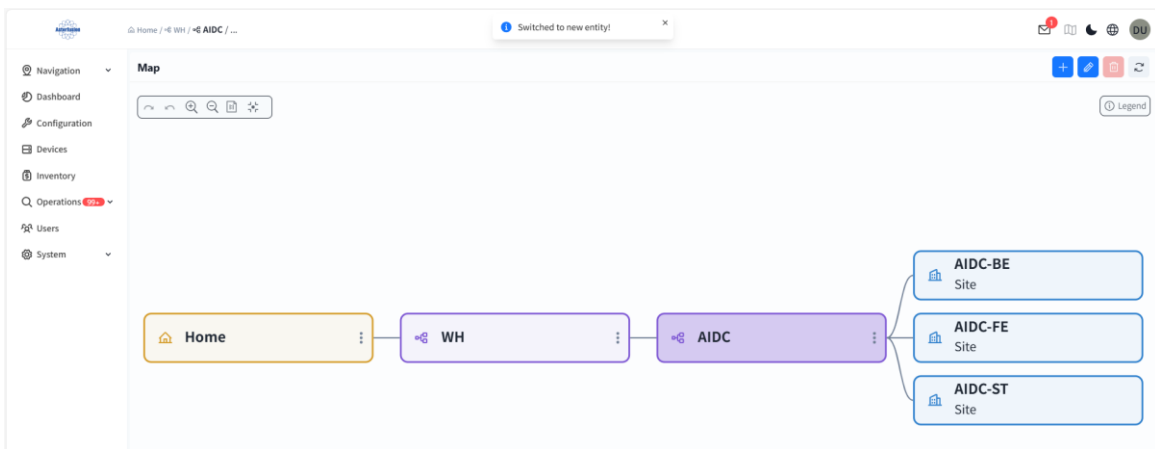 Asterfusion
Home / WH / AIDC / ...
Switched to new entity!
1
DU
Navigation
Map
Dashboard
Configuration
Legend
Devices
Inventory
Operations 99+
Users
System
AIDC-BE
Site
Home
WH
AIDC
AIDC-FE
Site
AIDC-ST
Site